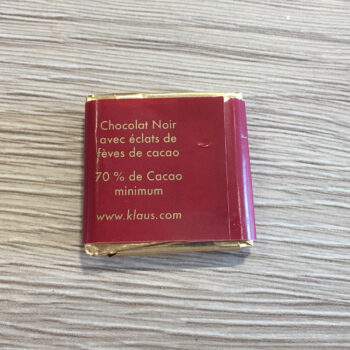 Chocolat Noir
avec éclats de
fèves de cacao
70 % de Cacao
minimum
www.klaus.com